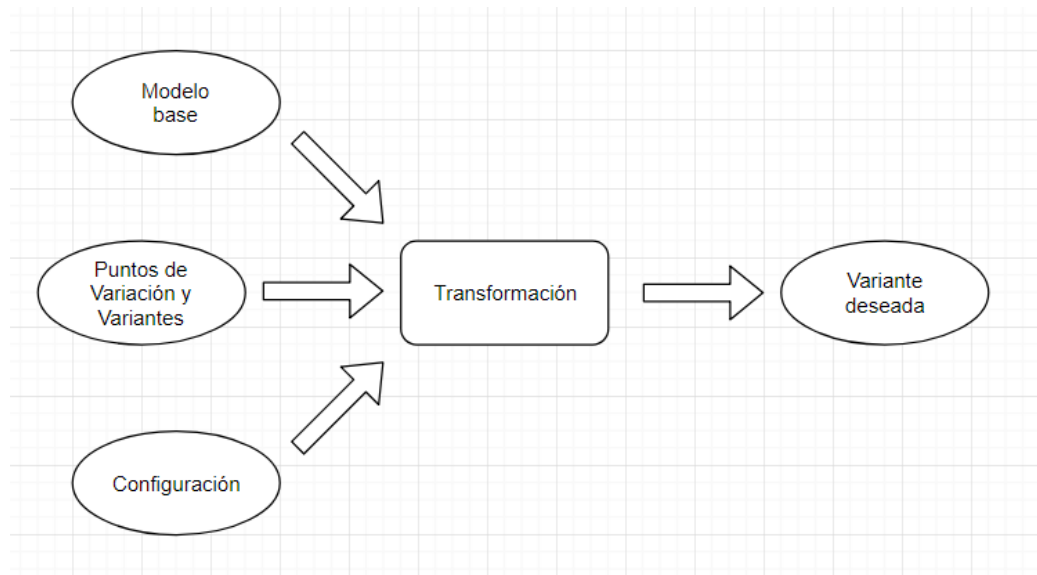 Modelo
base
Puntos de
Variación y
Variantes
Transformación
Variante
deseada
Configuración